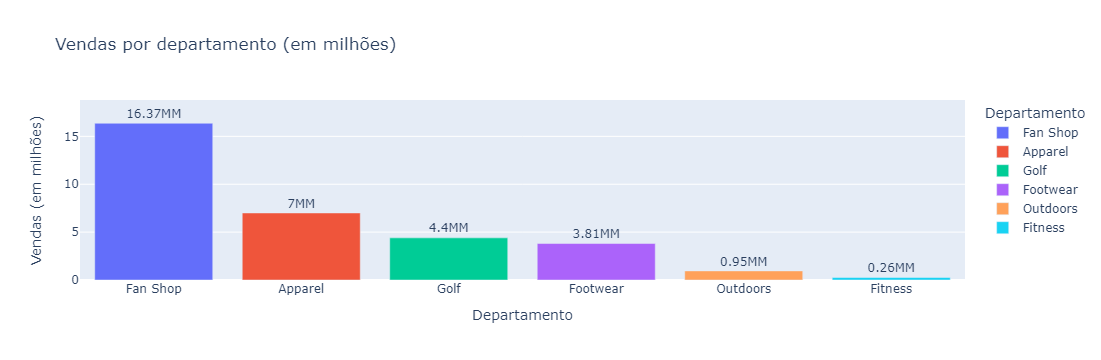 Vendas por departamento (em milhões)
Vendas (em milhões)
15
10
5
0
16.37MM
7MM
4.4MM
3.81MM
0.95MM
0.26MM
Fan Shop
Apparel
Golf
Footwear
Outdoors
Fitness
Departamento
Departamento
Fan Shop
Apparel
Golf
Footwear
Outdoors
Fitness